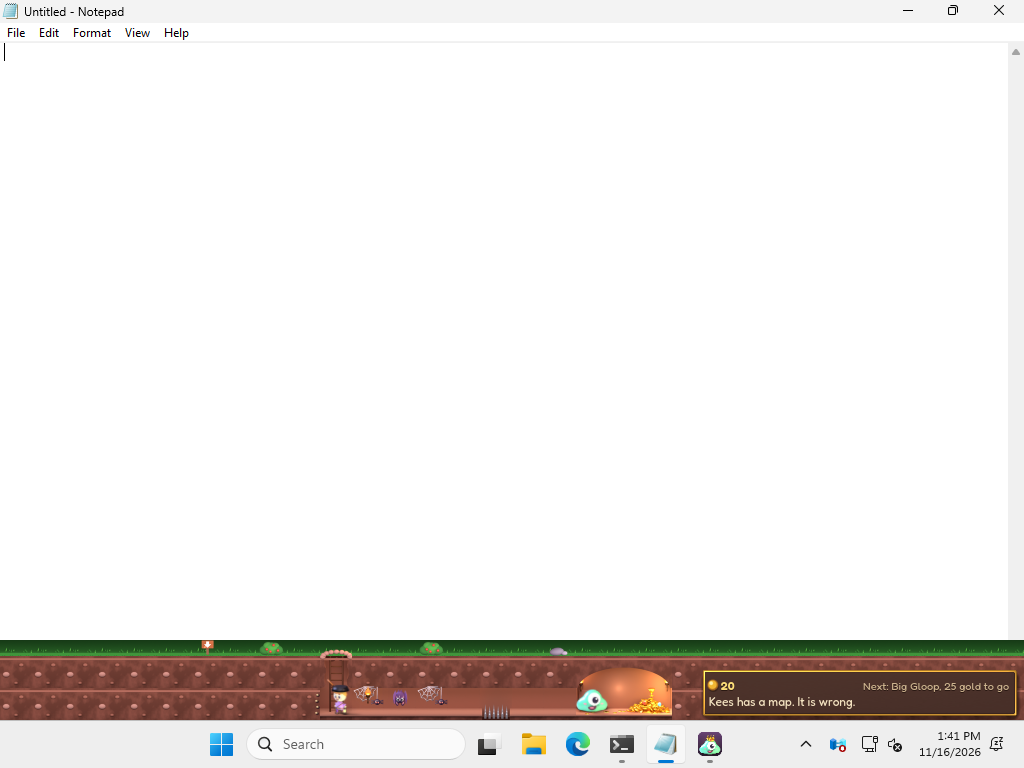 Untitled - Notepad
File Edit Format View Help
20 Next: Big Gloop, 25 gold to go
Kees has a map. It is wrong.
Search
1:41 PM
11/16/2026